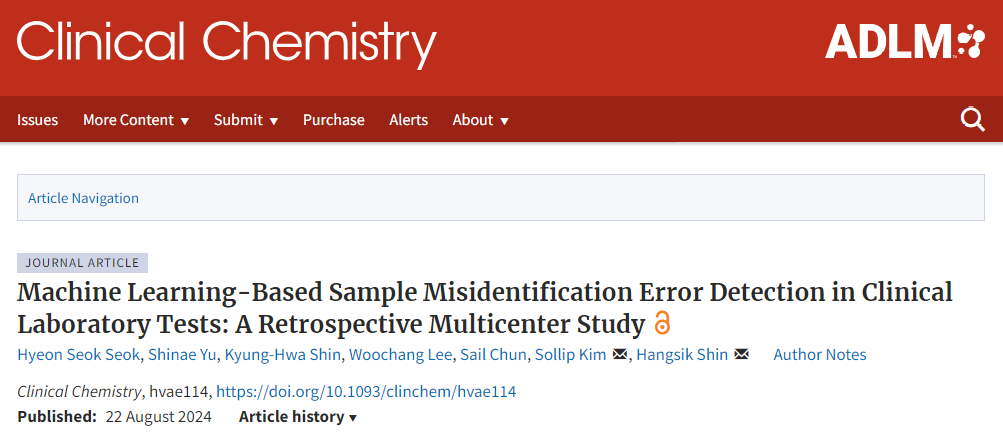 Clinical Chemistry
ADLM
Issues More Content ▼ Submit ▼ Purchase Alerts About ▼
Article Navigation
JOURNAL ARTICLE
Machine Learning-Based Sample Misidentification Error Detection in Clinical
Laboratory Tests: A Retrospective Multicenter Study
Hyeon Seok Seok, Shinae Yu, Kyung-Hwa Shin, Woochang Lee, Sail Chun, Sollip Kim, Hangsik Shin Author Notes
Clinical Chemistry, hvae114, https://doi.org/10.1093/clinchem/hvae114
Published: 22 August 2024 Article history ▼